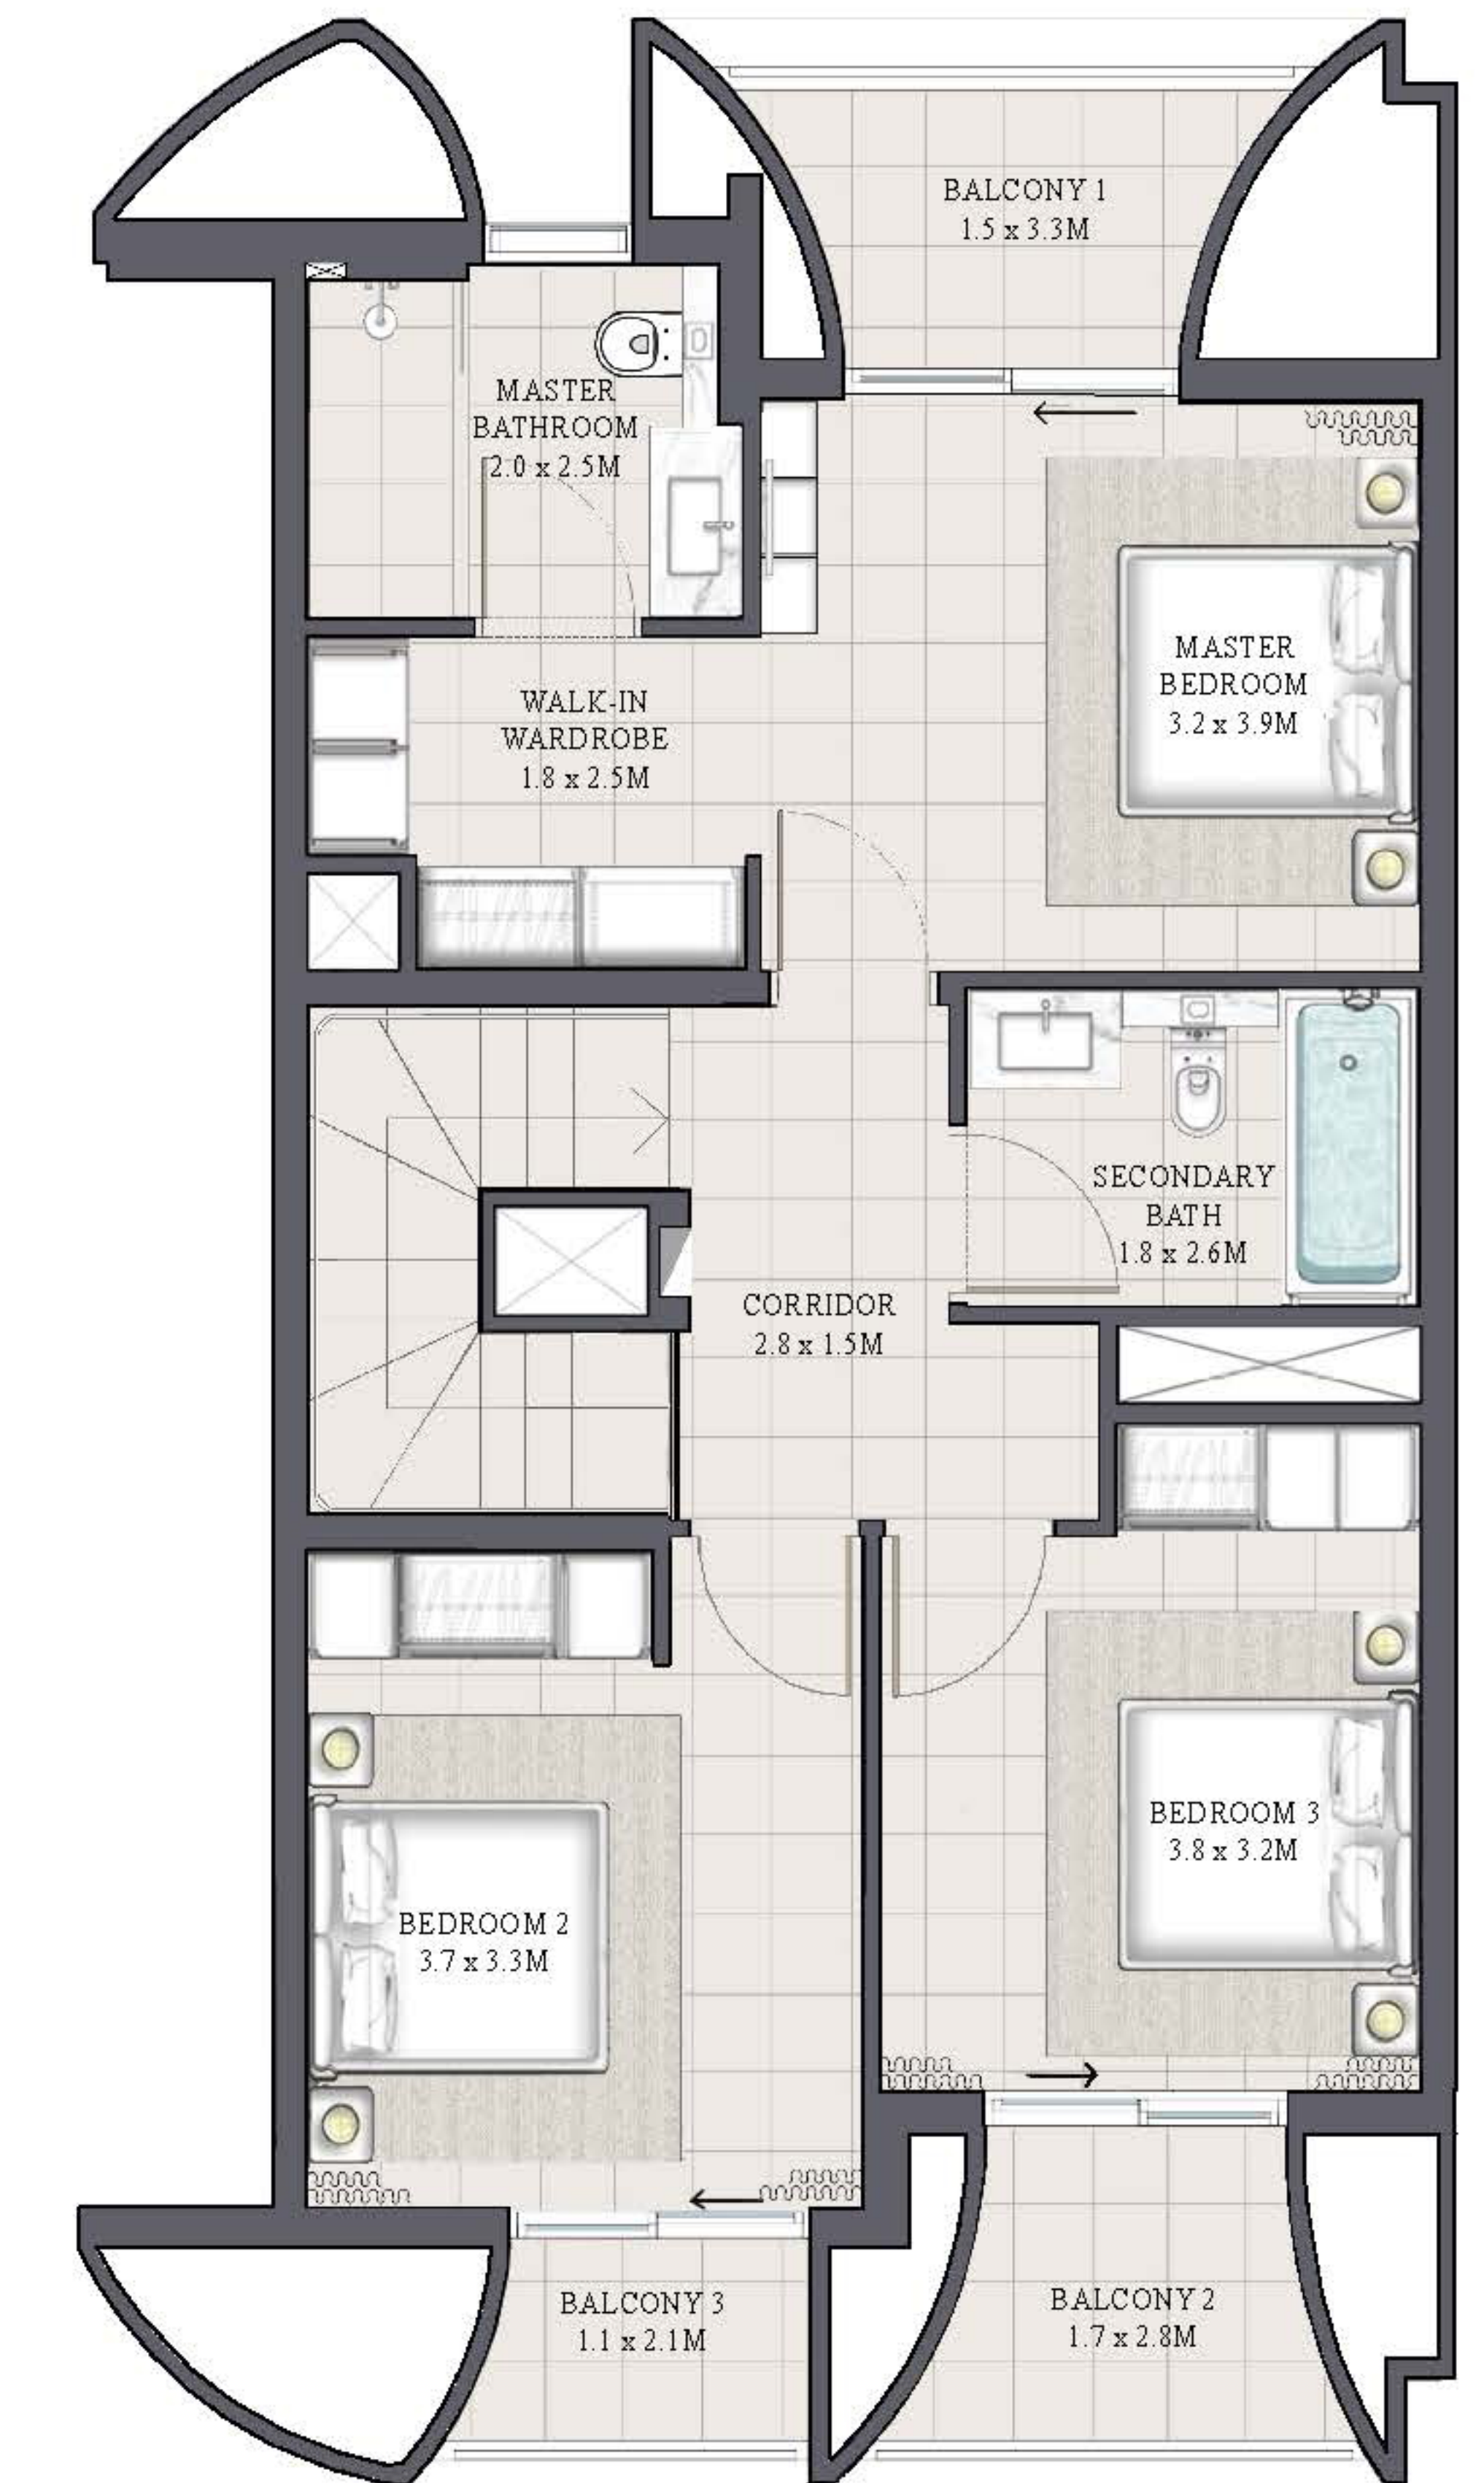 BALCONY 1
1.5 x 3.3M
MASTER
BATHROOM
2.0 x 2.5M
MASTER
BEDROOM
3.2 x 3.9M
WALK-IN
WARDROBE
1.8 x 2.5M
SECONDARY
BATH
1.8 x 2.6M
CORRIDOR
2.8 x 1.5M
BEDROOM 3
3.8 x 3.2M
BEDROOM 2
3.7 x 3.3M
BALCONY 3
1.1 x 2.1M
BALCONY 2
1.7 x 2.8M